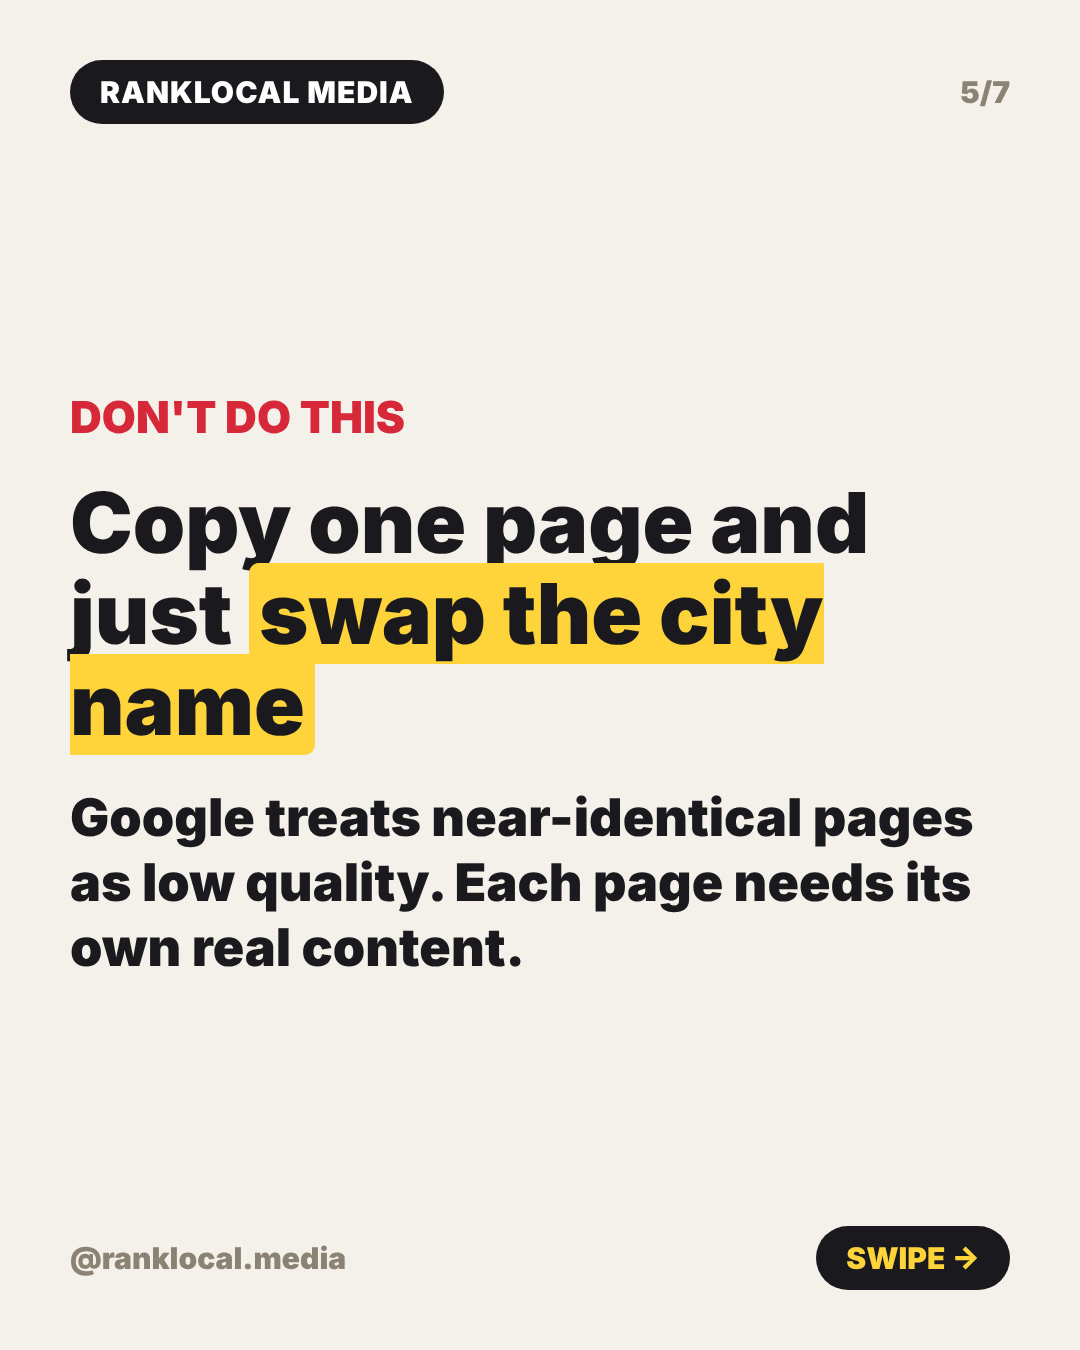 RANKLOCAL MEDIA
5/7
DON'T DO THIS
Copy one page and
just swap the city
name
Google treats near-identical pages
as low quality. Each page needs its
own real content.
@ranklocal.media
SWIPE →